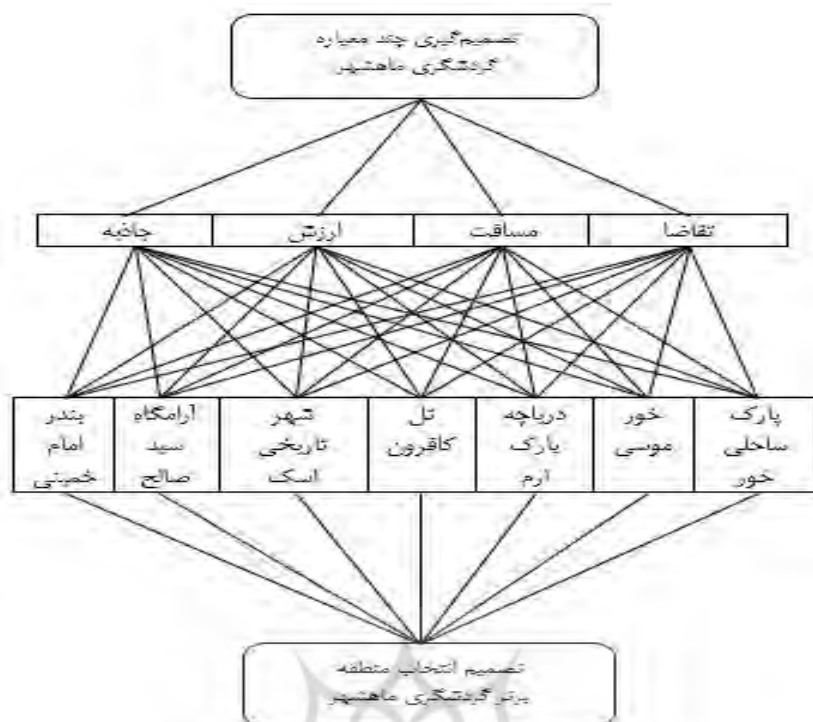 تصمیم‌گیری چند معیاره
گردشگری ماهشهر
تقاضا
مسافت
ارزش
جاذبه
پارک
ساحلی
خور
خور
موسی
دریاچه
پارک
ارم
تل
کافرون
شهر
تاریخی
اسک
آرامگاه
سید
صالح
بندر
امام
خمینی
تصمیم انتخاب منطقه
برتر گردشگری ماهشهر